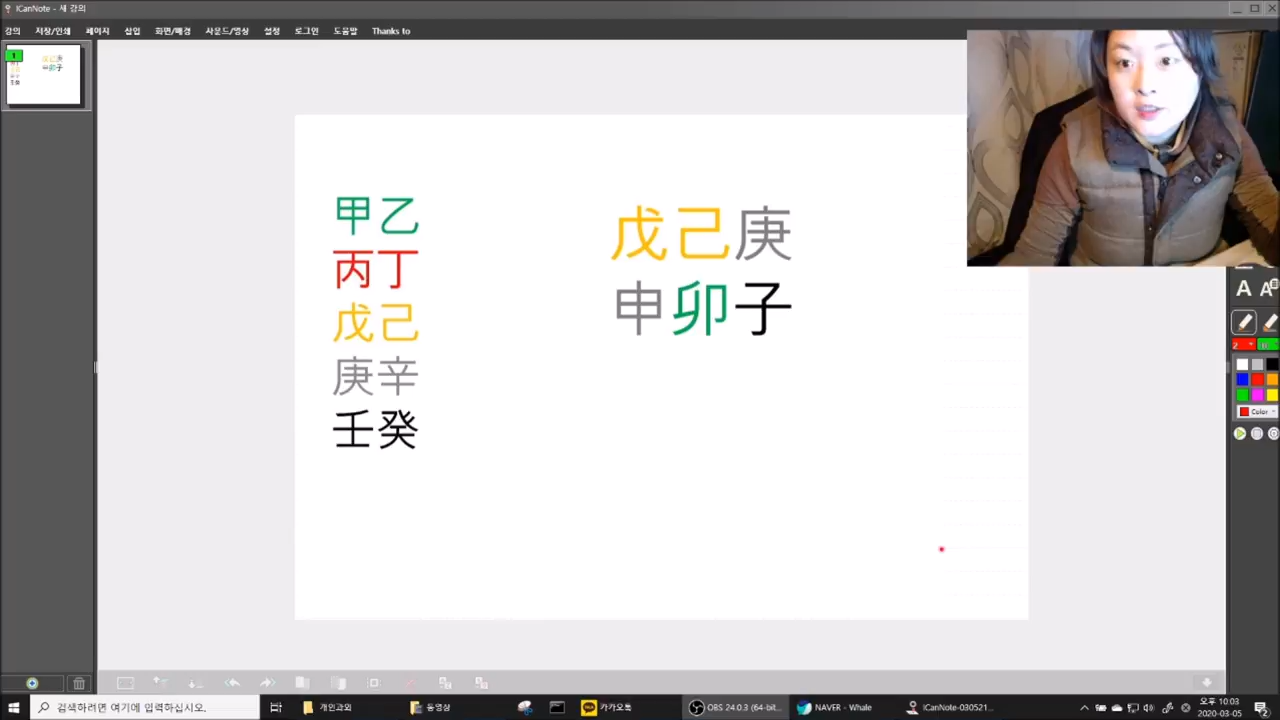 ICanNote - 새 강의
강의 저장/인쇄 페이지 삽입 화면/배경 사운드/영상 설정 로그인 도움말 Thanks to
1
甲乙
丙丁
戊己
庚辛
壬癸
戊己庚
申卯子
Color
검색하려면 여기에 입력하십시오.
개인과외
동영상
카카오톡
OBS 24.0.3 (64-bit...
NAVER - Whale
ICanNote-030521...
오후 10:03
2020-03-05